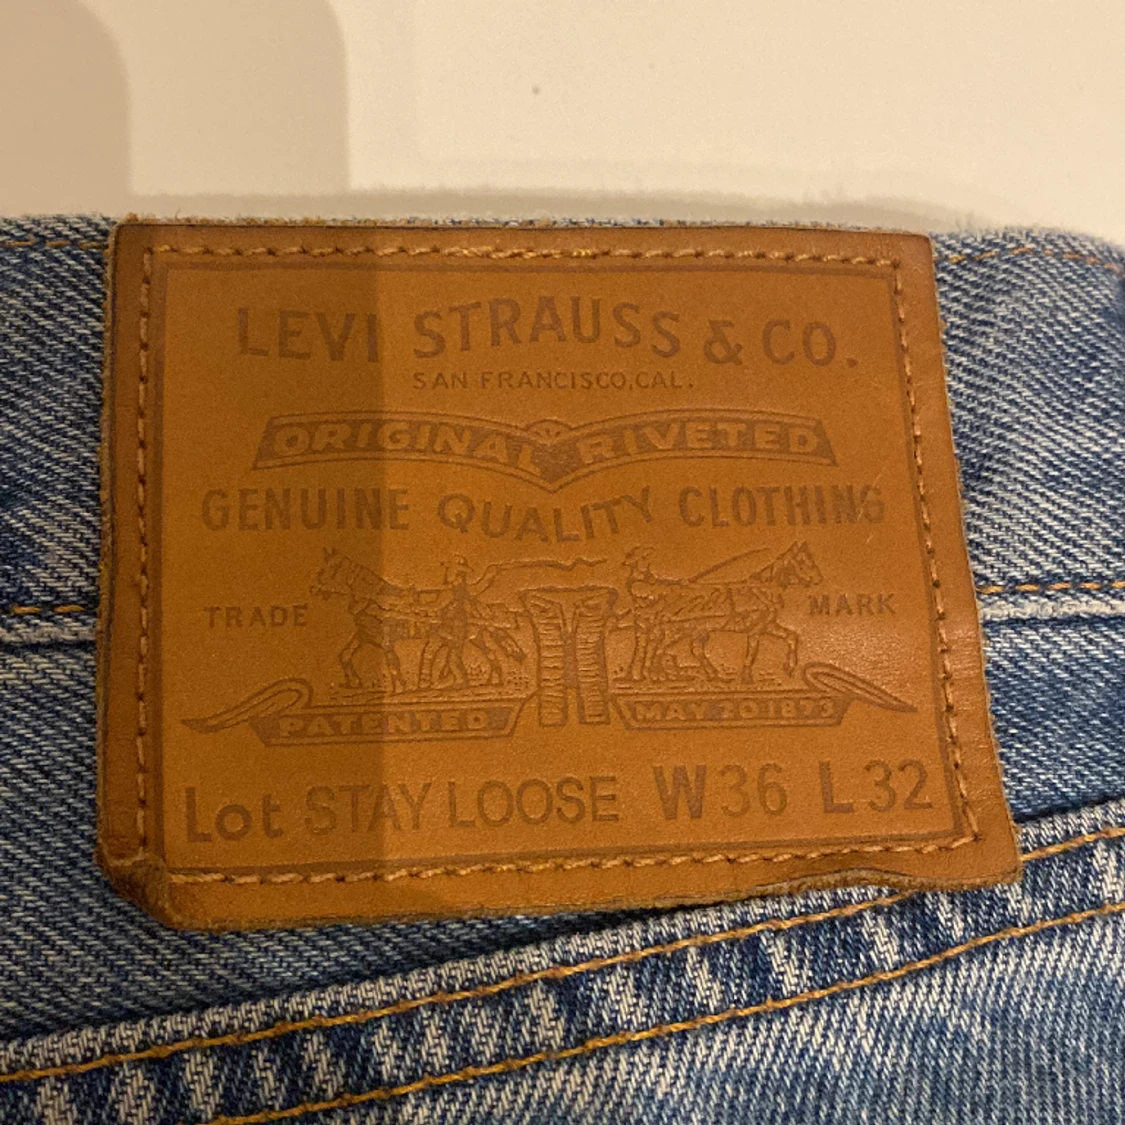 LEVI STRAUSS & CO.
SAN FRANCISCO, CAL.
ORIGINAL RIVETED
GENUINE QUALITY CLOTHING
TRADE MARK
PATENTED MAY 20 1873
Lot STAY LOOSE W36 L32